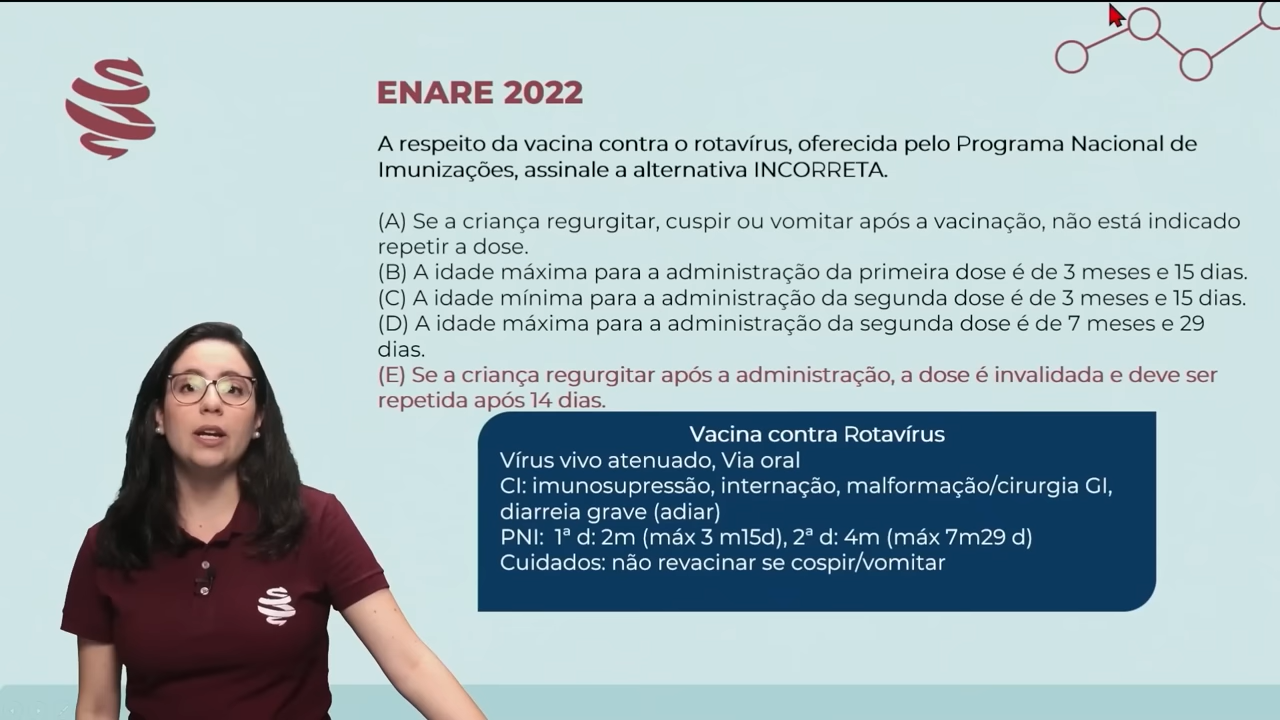 ENARE 2022
A respeito da vacina contra o rotavírus, oferecida pelo Programa Nacional de
Imunizações, assinale a alternativa INCORRETA.
(A) Se a criança regurgitar, cuspir ou vomitar após a vacinação, não está indicado
repetir a dose.
(B) A idade máxima para a administração da primeira dose é de 3 meses e 15 dias.
(C) A idade mínima para a administração da segunda dose é de 3 meses e 15 dias.
(D) A idade máxima para a administração da segunda dose é de 7 meses e 29
dias.
(E) Se a criança regurgitar após a administração, a dose é invalidada e deve ser
repetida após 14 dias.
Vacina contra Rotavírus
Vírus vivo atenuado, Via oral
CI: imunosupressão, internação, malformação/cirurgia GI,
diarreia grave (adiar)
PNI: 1ª d: 2m (máx 3 m15d), 2ª d: 4m (máx 7m29 d)
Cuidados: não revacinar se cospir/vomitar